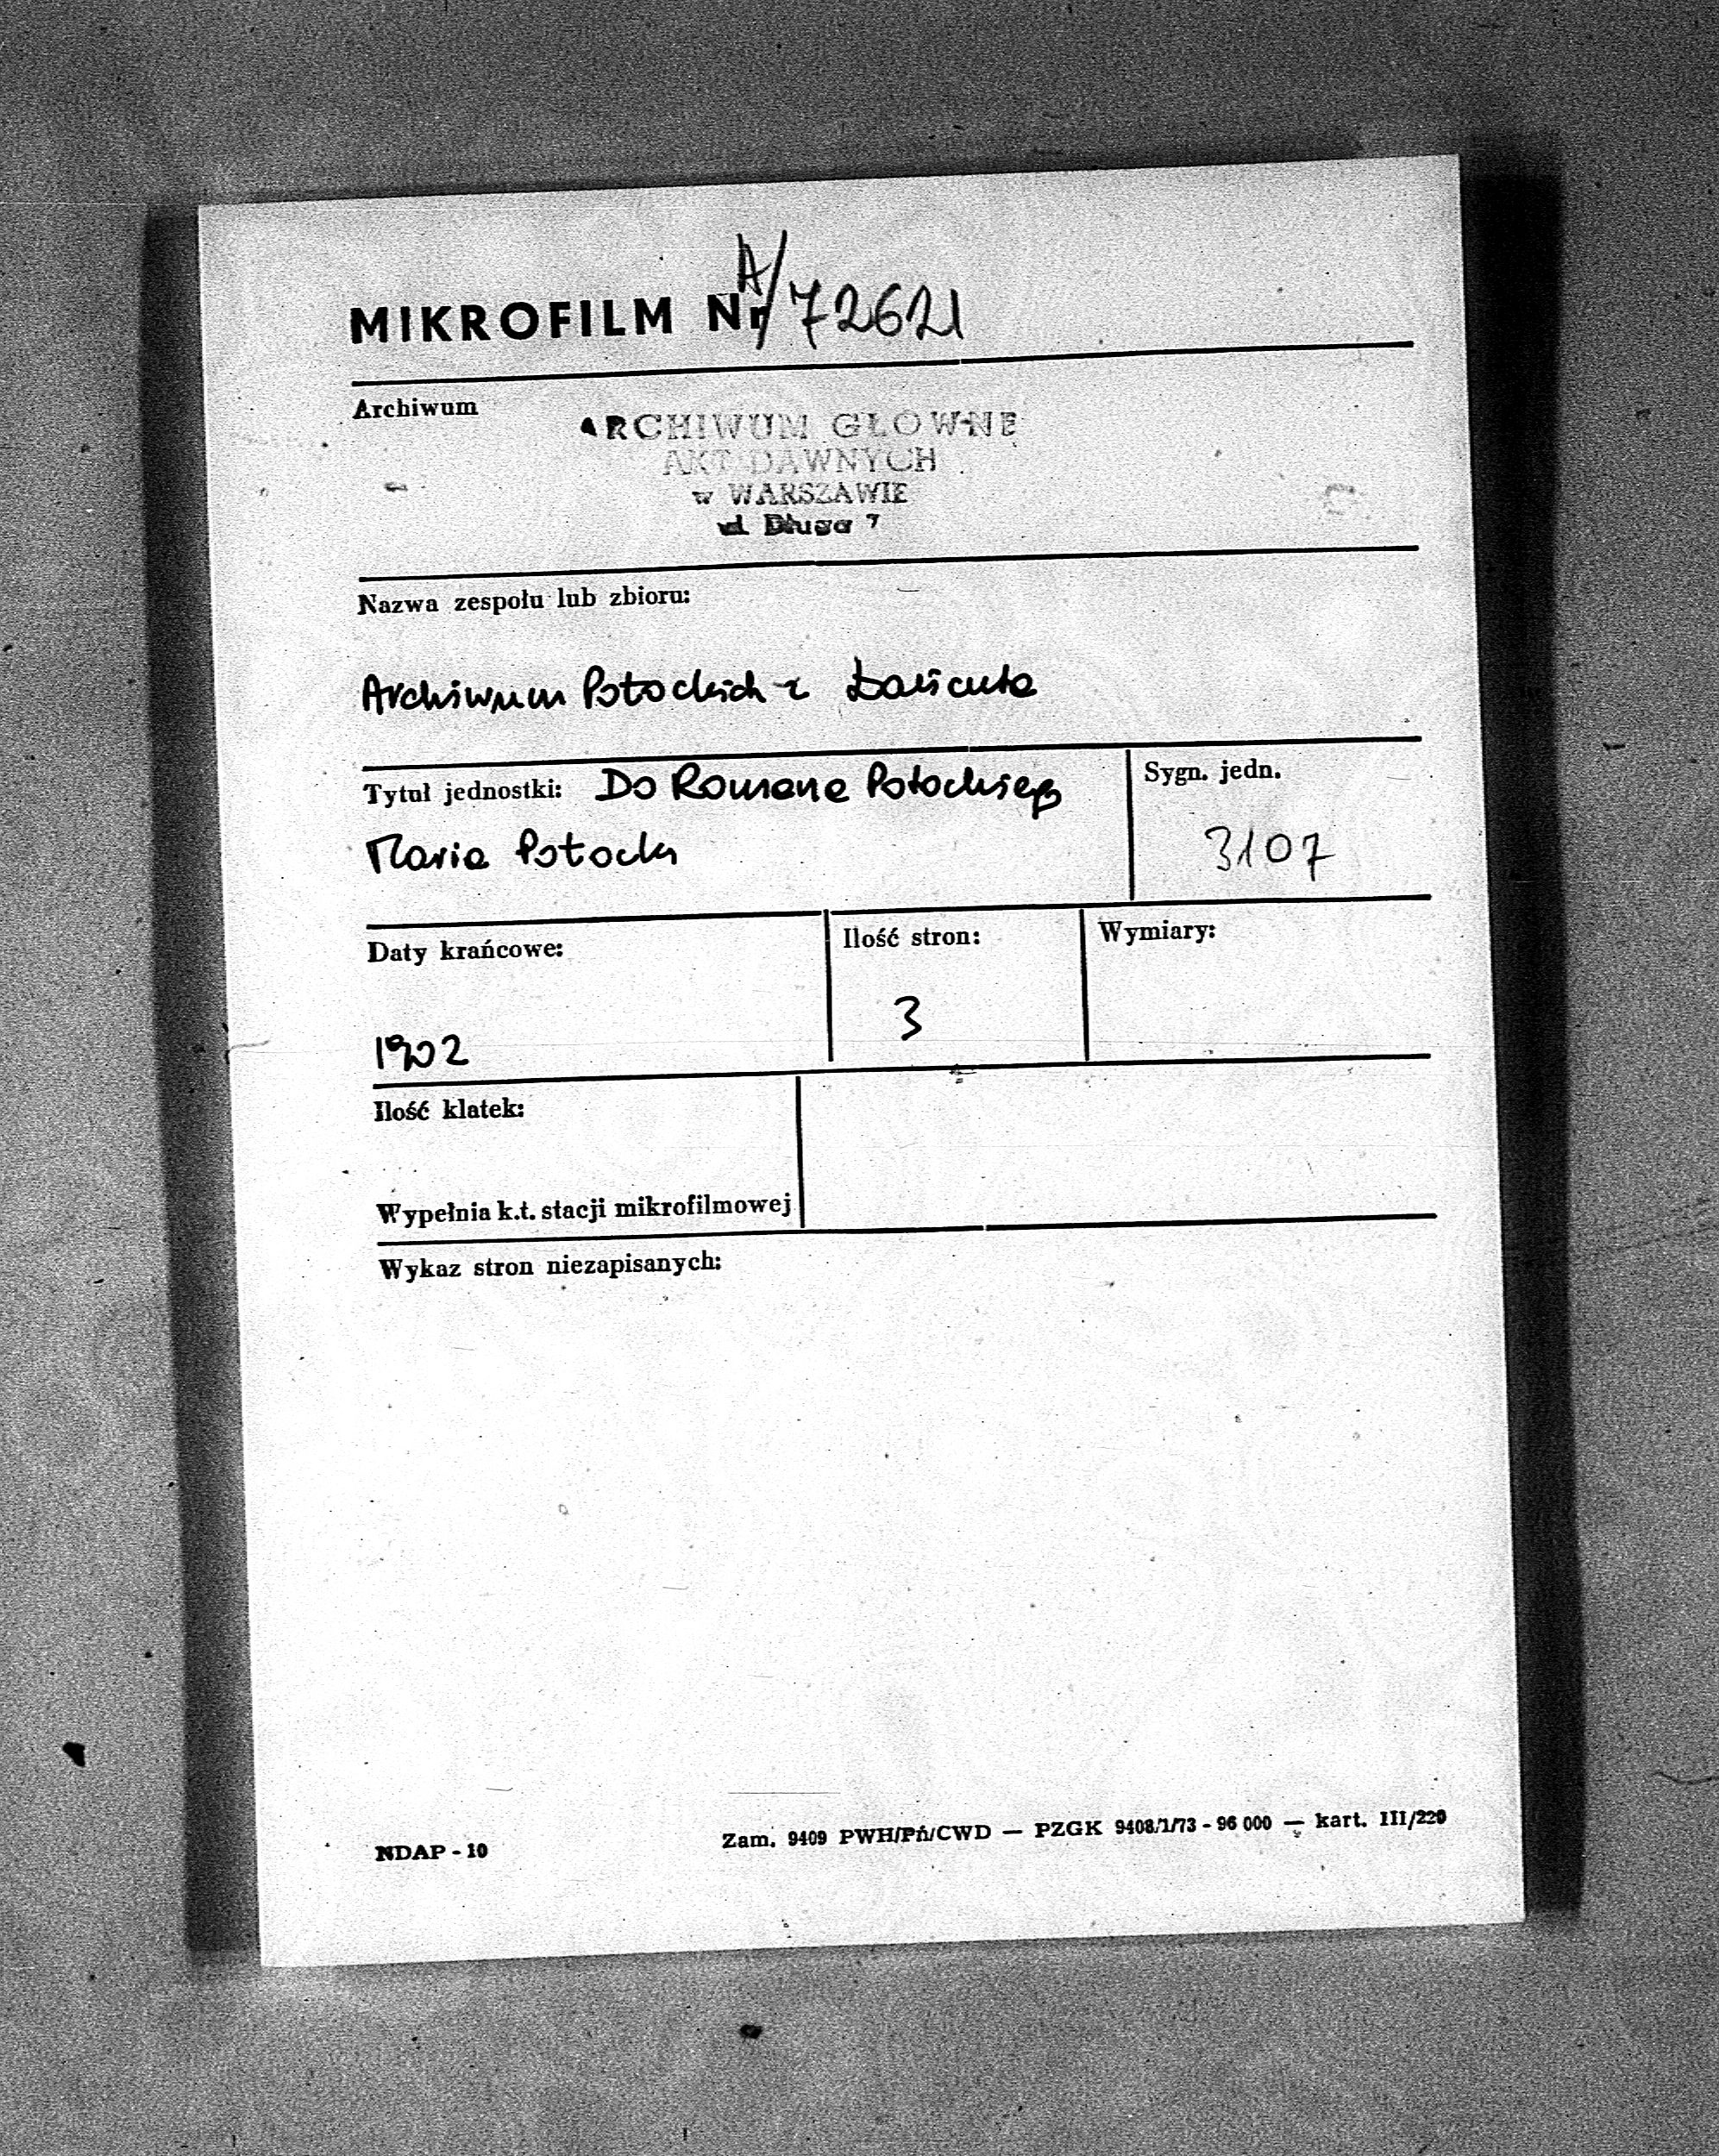 MIKROFILM Nr A/72621
Archiwum
ARCHIWUM GŁOWNE
AKT DAWNYCH
w WARSZAWIE
ul Długa 7
Nazwa zespołu lub zbioru:
Archiwum Potockich z Łańcuta
Tytuł jednostki: Do Romana Potockiego
Maria Potocka
Sygn. jedn.
3107
Daty krańcowe:
1902
Ilość stron:
3
Wymiary:
Ilość klatek:
Wypełnia k.t. stacji mikrofilmowej
Wykaz stron niezapisanych:
NDAP - 10
Zam. 9409 PWH/Pń/CWD — PZGK 9408/1/73 - 96 000 — kart. III/220